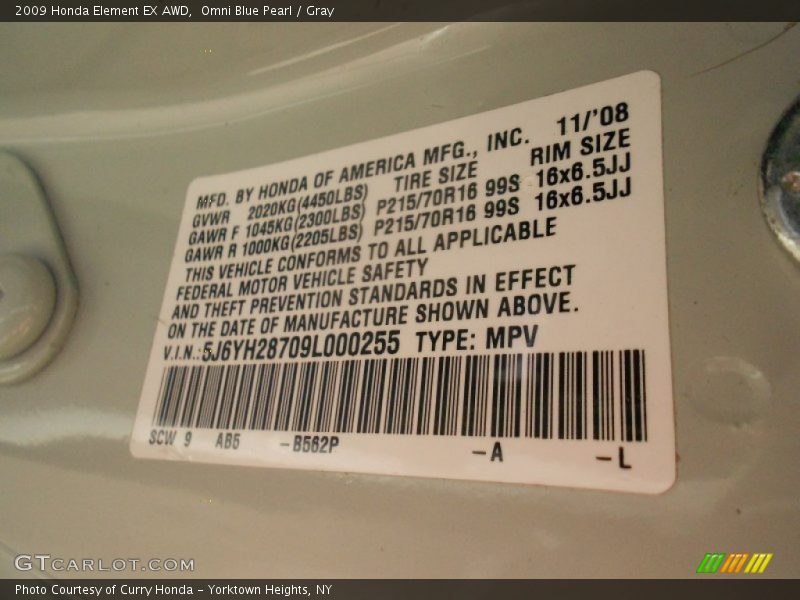 2009 Honda Element EX AWD,  Omni Blue Pearl / Gray
MFD. BY HONDA OF AMERICA MFG., INC. 11/'08
GVWR 2020KG(4450LBS) TIRE SIZE RIM SIZE
GAWR F 1045KG(2300LBS) P215/70R16 99S 16x6.5JJ
GAWR R 1000KG(2205LBS) P215/70R16 99S 16x6.5JJ
THIS VEHICLE CONFORMS TO ALL APPLICABLE
FEDERAL MOTOR VEHICLE SAFETY
AND THEFT PREVENTION STANDARDS IN EFFECT
ON THE DATE OF MANUFACTURE SHOWN ABOVE.
V.I.N.:5J6YH28709L000255 TYPE: MPV
SCW 9 AB5 -B562P -A -L
GTCARLOT.COM
Photo Courtesy of Curry Honda - Yorktown Heights, NY